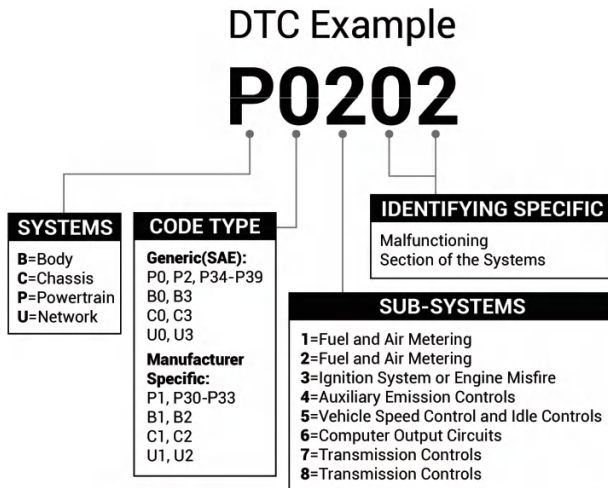 DTC Example
P0202
SYSTEMS
B=Body
C=Chassis
P=Powertrain
U=Network
CODE TYPE
Generic(SAE):
P0, P2, P34-P39
B0, B3
C0, C3
U0, U3
Manufacturer
Specific:
P1, P30-P33
B1, B2
C1, C2
U1, U2
IDENTIFYING SPECIFIC
Malfunctioning
Section of the Systems
SUB-SYSTEMS
1=Fuel and Air Metering
2=Fuel and Air Metering
3=Ignition System or Engine Misfire
4=Auxiliary Emission Controls
5=Vehicle Speed Control and Idle Controls
6=Computer Output Circuits
7=Transmission Controls
8=Transmission Controls